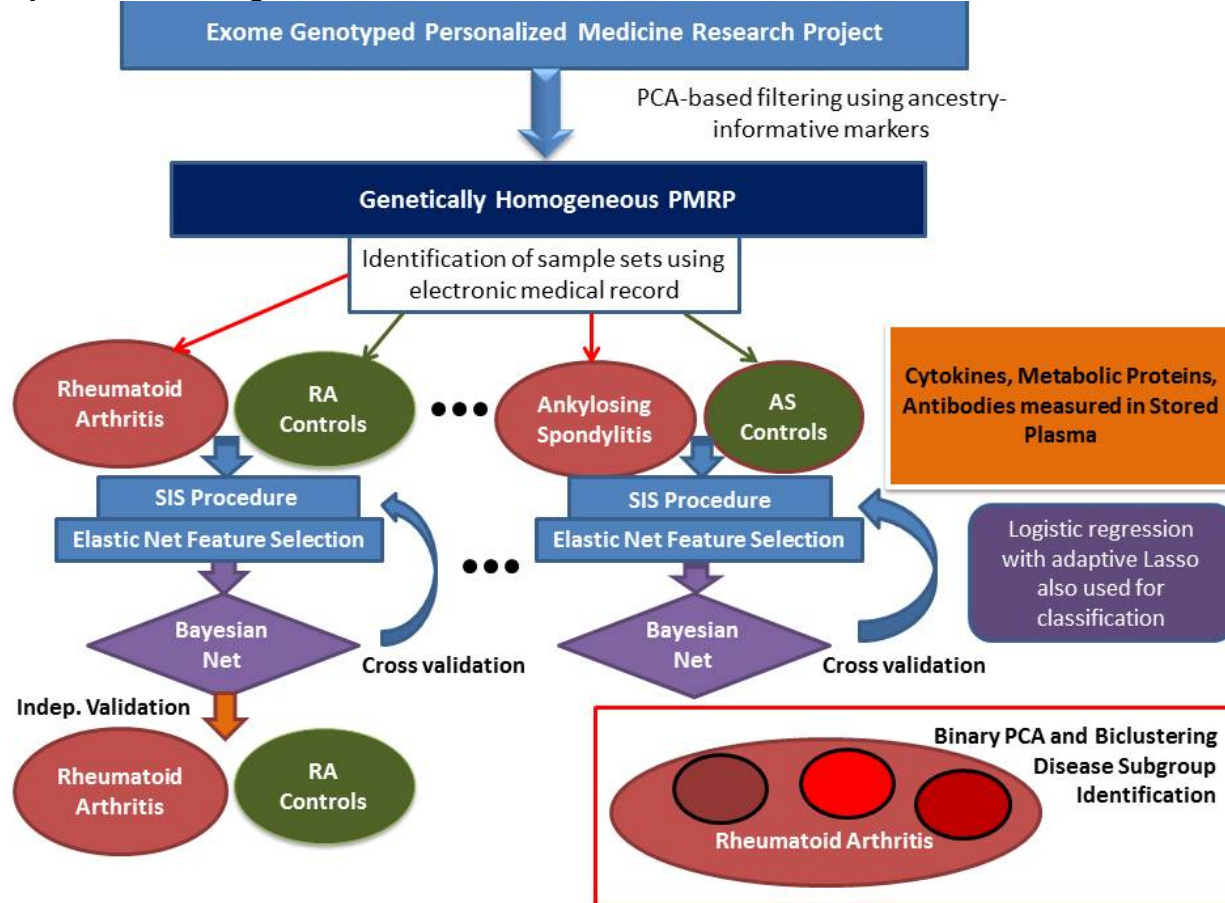 Exome Genotyped Personalized Medicine Research Project
PCA-based filtering using ancestry-
informative markers
Genetically Homogeneous PMRP
Identification of sample sets using
electronic medical record
Rheumatoid
Arthritis
RA
Controls
Ankylosing
Spondylitis
AS
Controls
Cytokines, Metabolic Proteins,
Antibodies measured in Stored
Plasma
SIS Procedure
Elastic Net Feature Selection
SIS Procedure
Elastic Net Feature Selection
Logistic regression
with adaptive Lasso
also used for
classification
Bayesian
Net
Cross validation
Bayesian
Net
Cross validation
Indep. Validation
Rheumatoid
Arthritis
RA
Controls
Binary PCA and Biclustering
Disease Subgroup
Identification
Rheumatoid Arthritis